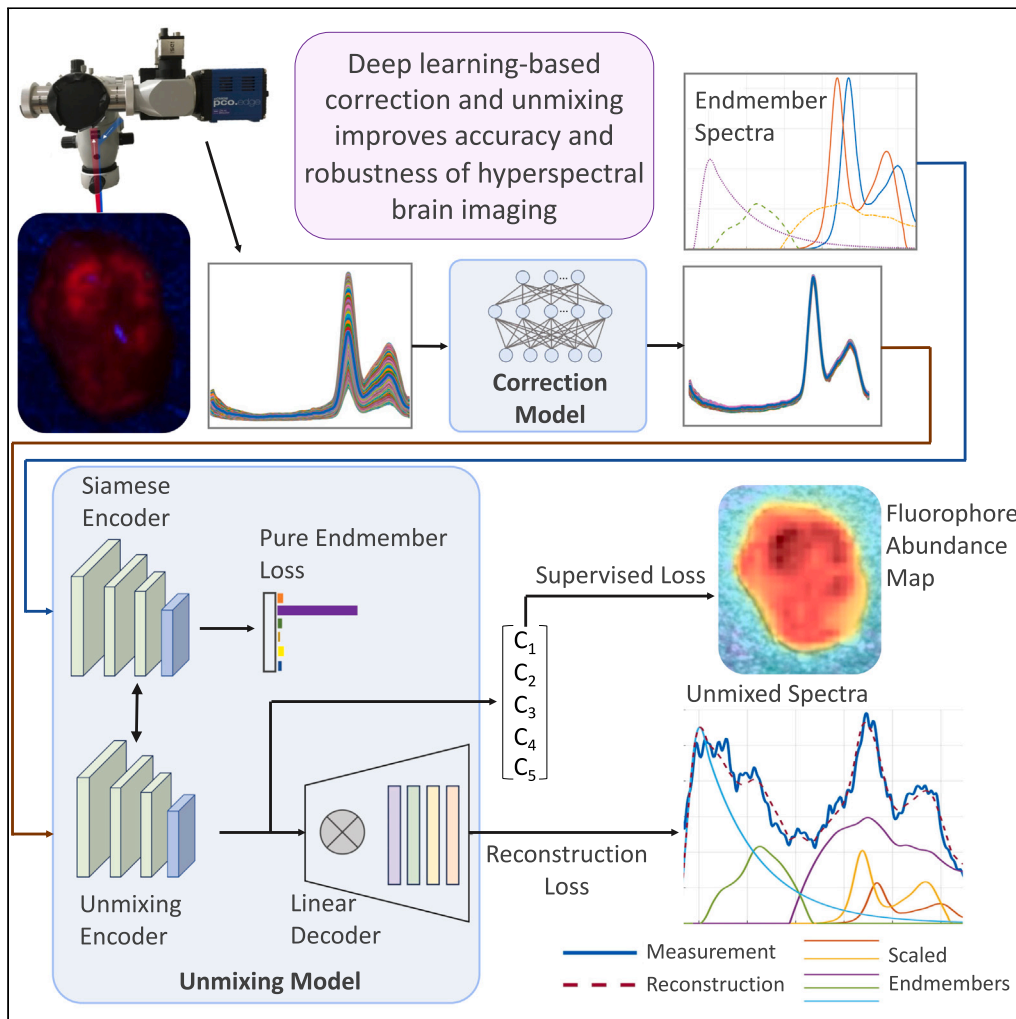 pco.edge
Deep learning-based
correction and unmixing
improves accuracy and
robustness of hyperspectral
brain imaging
Endmember
Spectra
...
...
Correction
Model
Siamese
Encoder
Pure Endmember
Loss
Supervised Loss
Fluorophore
Abundance
Map
C1
C2
C3
C4
C5
Unmixed Spectra
Reconstruction
Loss
Unmixing
Encoder
Linear
Decoder
Unmixing Model
Measurement
Reconstruction
Scaled
Endmembers